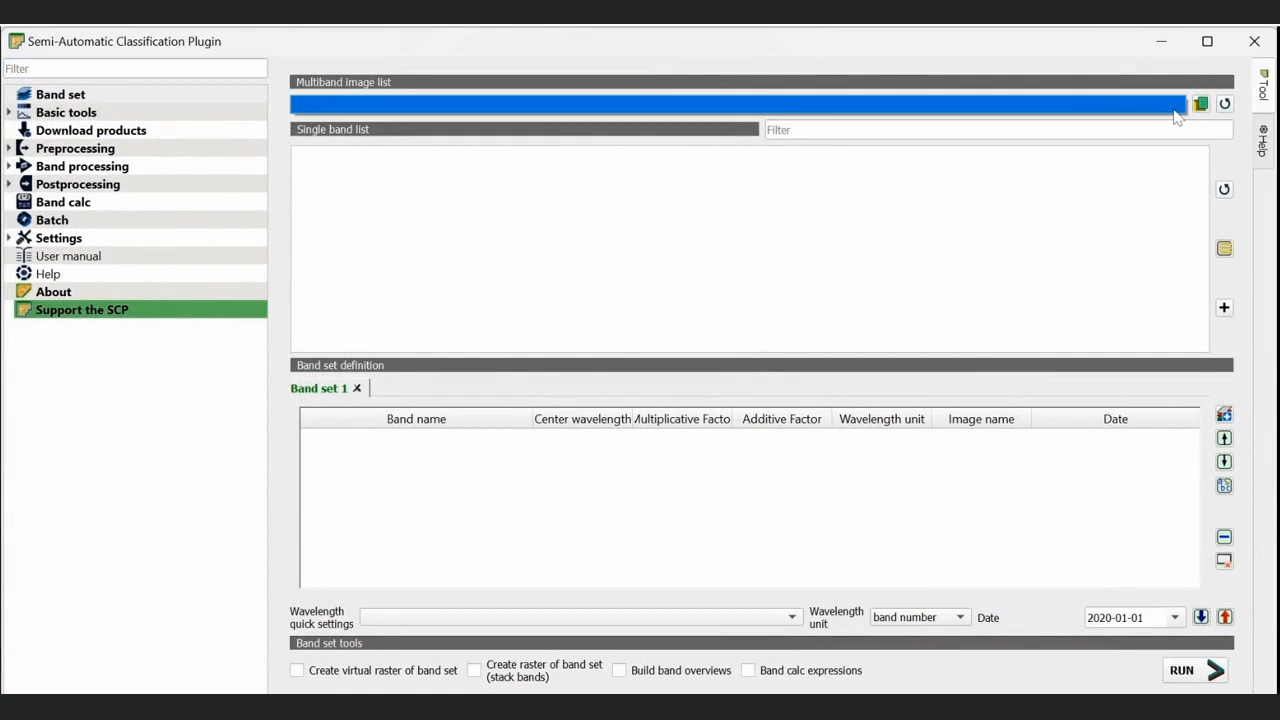 Semi-Automatic Classification Plugin
Filter
Band set
Basic tools
Download products
Preprocessing
Band processing
Postprocessing
Band calc
Batch
Settings
User manual
Help
About
Support the SCP
Multiband image list
Single band list
Filter
Band set definition
Band set 1
Band name Center wavelength Multiplicative Facto Additive Factor Wavelength unit Image name Date
Wavelength
quick settings
Wavelength
unit
band number
Date
2020-01-01
Band set tools
Create virtual raster of band set
Create raster of band set
(stack bands)
Build band overviews
Band calc expressions
RUN
Tool
Help